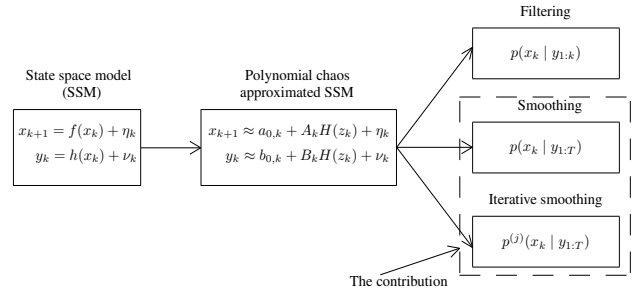 Filtering
p(x_k | y_{1:k})
State space model
(SSM)
x_{k+1} = f(x_k) + η_k
y_k = h(x_k) + ν_k
Polynomial chaos
approximated SSM
x_{k+1} ≈ a_{0,k} + A_k H(z_k) + η_k
y_k ≈ b_{0,k} + B_k H(z_k) + ν_k
Smoothing
p(x_k | y_{1:T})
Iterative smoothing
p^{(j)}(x_k | y_{1:T})
The contribution